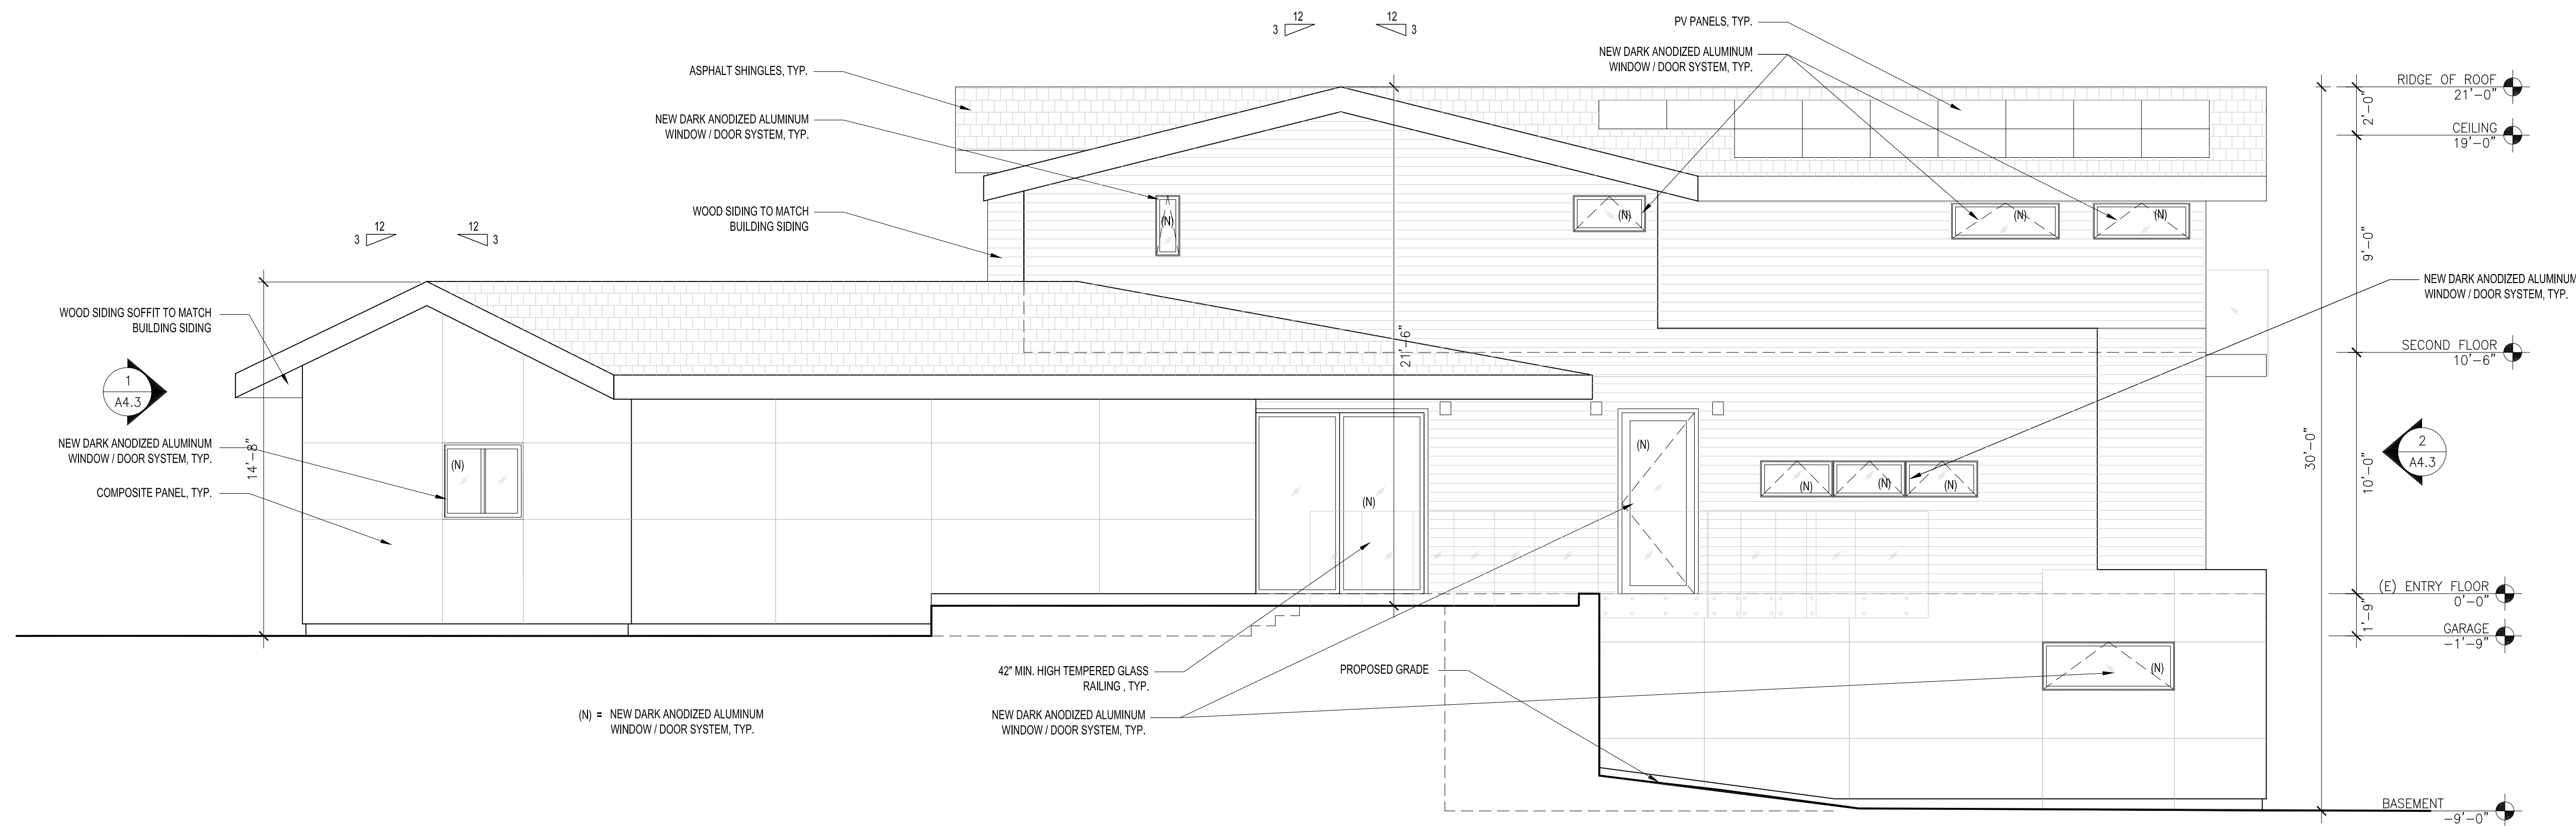 12
3
12
3
PV PANELS, TYP.
NEW DARK ANODIZED ALUMINUM
WINDOW / DOOR SYSTEM, TYP.
ASPHALT SHINGLES, TYP.
RIDGE OF ROOF
21'-0"
2'-0"
NEW DARK ANODIZED ALUMINUM
WINDOW / DOOR SYSTEM, TYP.
CEILING
19'-0"
WOOD SIDING TO MATCH
BUILDING SIDING
(N)
(N)
(N)
(N)
12
3
12
3
9'-0"
NEW DARK ANODIZED ALUMINUM
WINDOW / DOOR SYSTEM, TYP.
WOOD SIDING SOFFIT TO MATCH
BUILDING SIDING
21'-6"
SECOND FLOOR
10'-6"
1
A4.3
NEW DARK ANODIZED ALUMINUM
WINDOW / DOOR SYSTEM, TYP.
14'-8"
(N)
(N)
(N)
(N)
(N)
(N)
30'-0"
10'-0"
2
A4.3
COMPOSITE PANEL, TYP.
(E) ENTRY FLOOR
0'-0"
1'-9"
GARAGE
-1'-9"
42" MIN. HIGH TEMPERED GLASS
RAILING , TYP.
PROPOSED GRADE
(N)
(N) = NEW DARK ANODIZED ALUMINUM
WINDOW / DOOR SYSTEM, TYP.
NEW DARK ANODIZED ALUMINUM
WINDOW / DOOR SYSTEM, TYP.
BASEMENT
-9'-0"